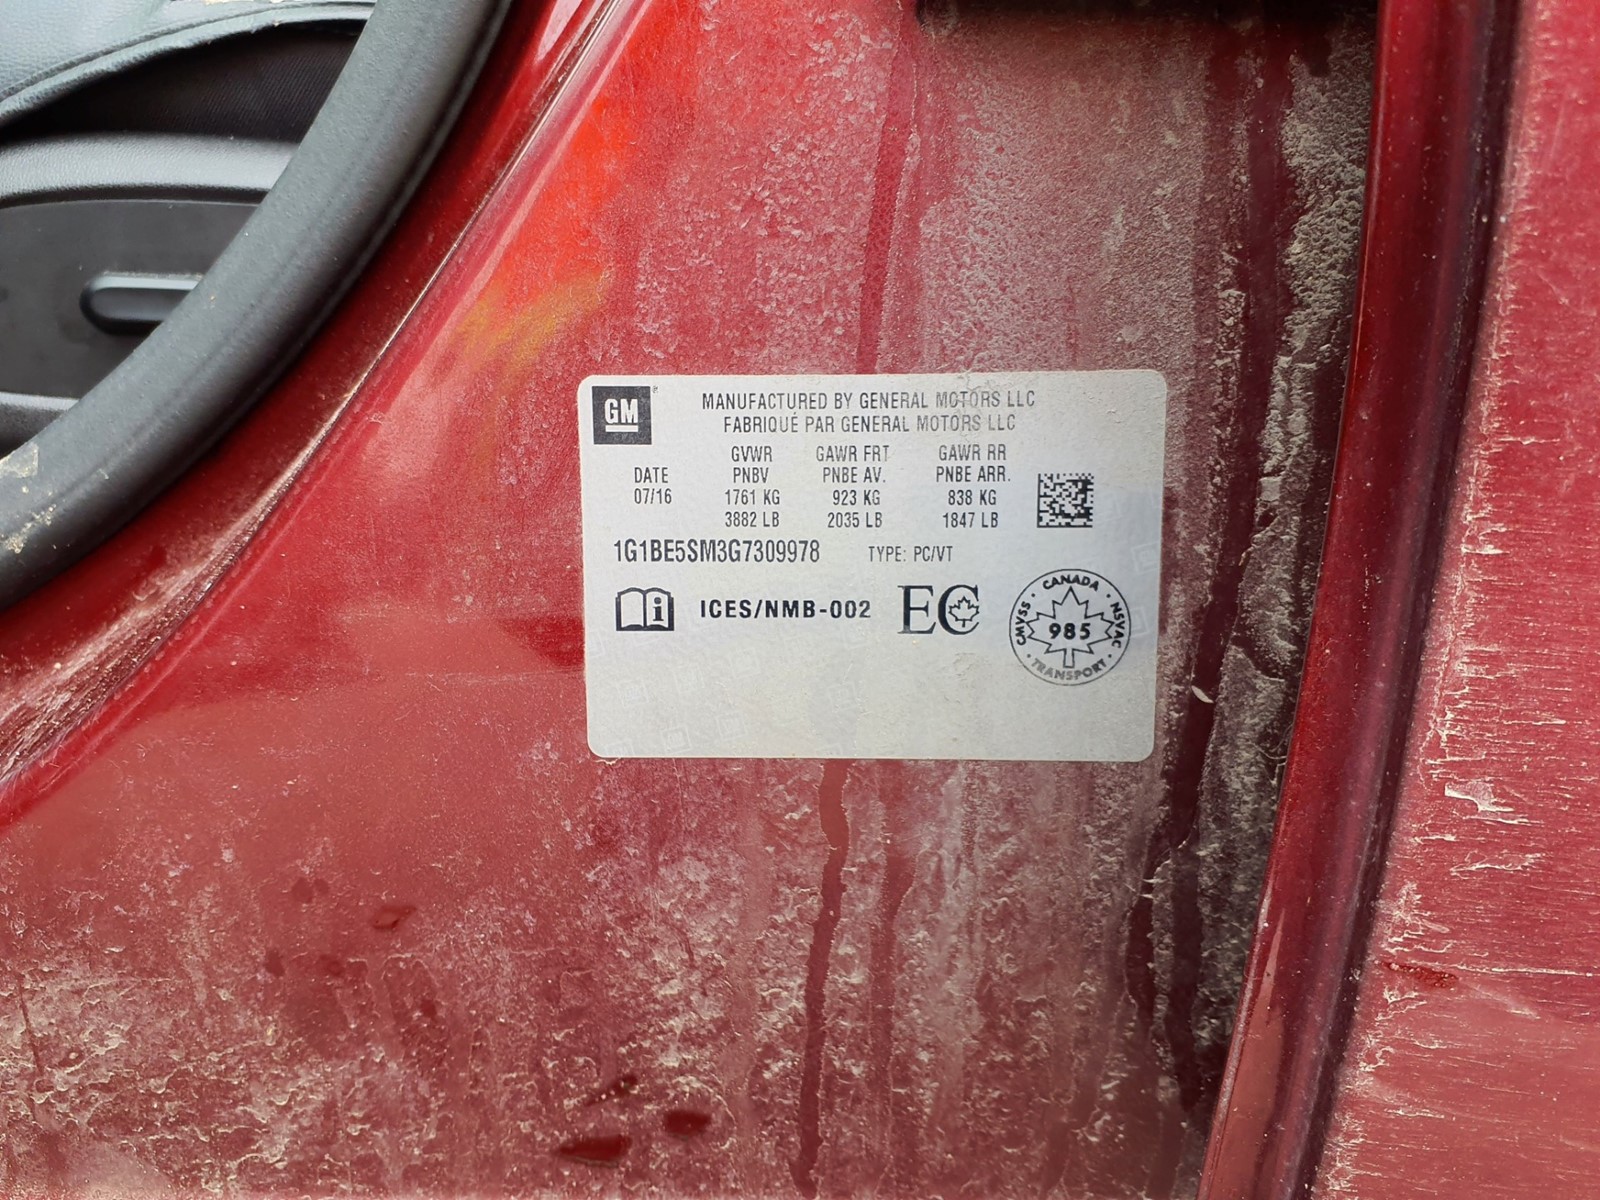 GM
MANUFACTURED BY GENERAL MOTORS LLC
FABRIQUÉ PAR GENERAL MOTORS LLC
GVWR GAWR FRT GAWR RR
DATE PNBV PNBE AV. PNBE ARR.
07/16 1761 KG 923 KG 838 KG
3882 LB 2035 LB 1847 LB
1G1BE5SM3G7309978 TYPE: PC/VT
i ICES/NMB-002 EC
CANADA
CMVSS 985 NSVAC
TRANSPORT